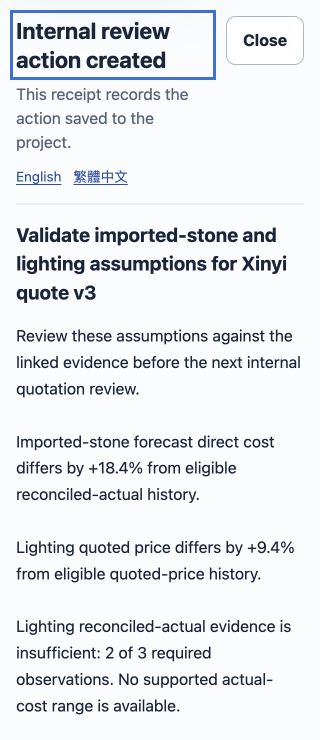 Internal review
action created
Close
This receipt records the
action saved to the
project.
English 繁體中文
Validate imported-stone and
lighting assumptions for Xinyi
quote v3
Review these assumptions against the
linked evidence before the next internal
quotation review.
Imported-stone forecast direct cost
differs by +18.4% from eligible
reconciled-actual history.
Lighting quoted price differs by +9.4%
from eligible quoted-price history.
Lighting reconciled-actual evidence is
insufficient: 2 of 3 required
observations. No supported actual-
cost range is available.